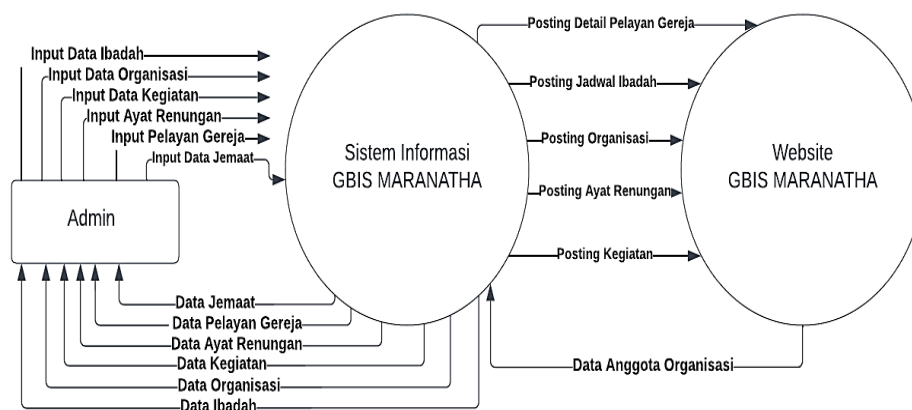 Input Data Ibadah
Input Data Organisasi
Input Data Kegiatan
Input Ayat Renungan
Input Pelayan Gereja
Input Data Jemaat
Admin
Data Jemaat
Data Pelayan Gereja
Data Ayat Renungan
Data Kegiatan
Data Organisasi
Data Ibadah
Sistem Informasi
GBIS MARANATHA
Posting Detail Pelayan Gereja
Posting Jadwal Ibadah
Posting Organisasi
Posting Ayat Renungan
Posting Kegiatan
Website
GBIS MARANATHA
Data Anggota Organisasi